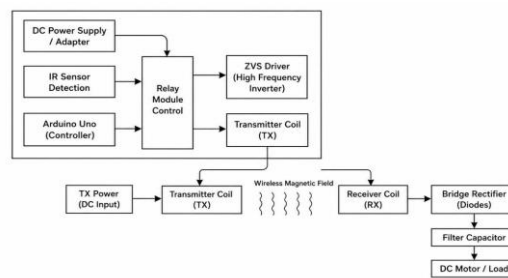 DC Power Supply
/ Adapter
IR Sensor
Detection
Arduino Uno
(Controller)
Relay
Module
Control
ZVS Driver
(High Frequency
Inverter)
Transmitter Coil
(TX)
TX Power
(DC Input)
Transmitter Coil
(TX)
Wireless Magnetic Field
Receiver Coil
(RX)
Bridge Rectifier
(Diodes)
Filter Capacitor
DC Motor / Load